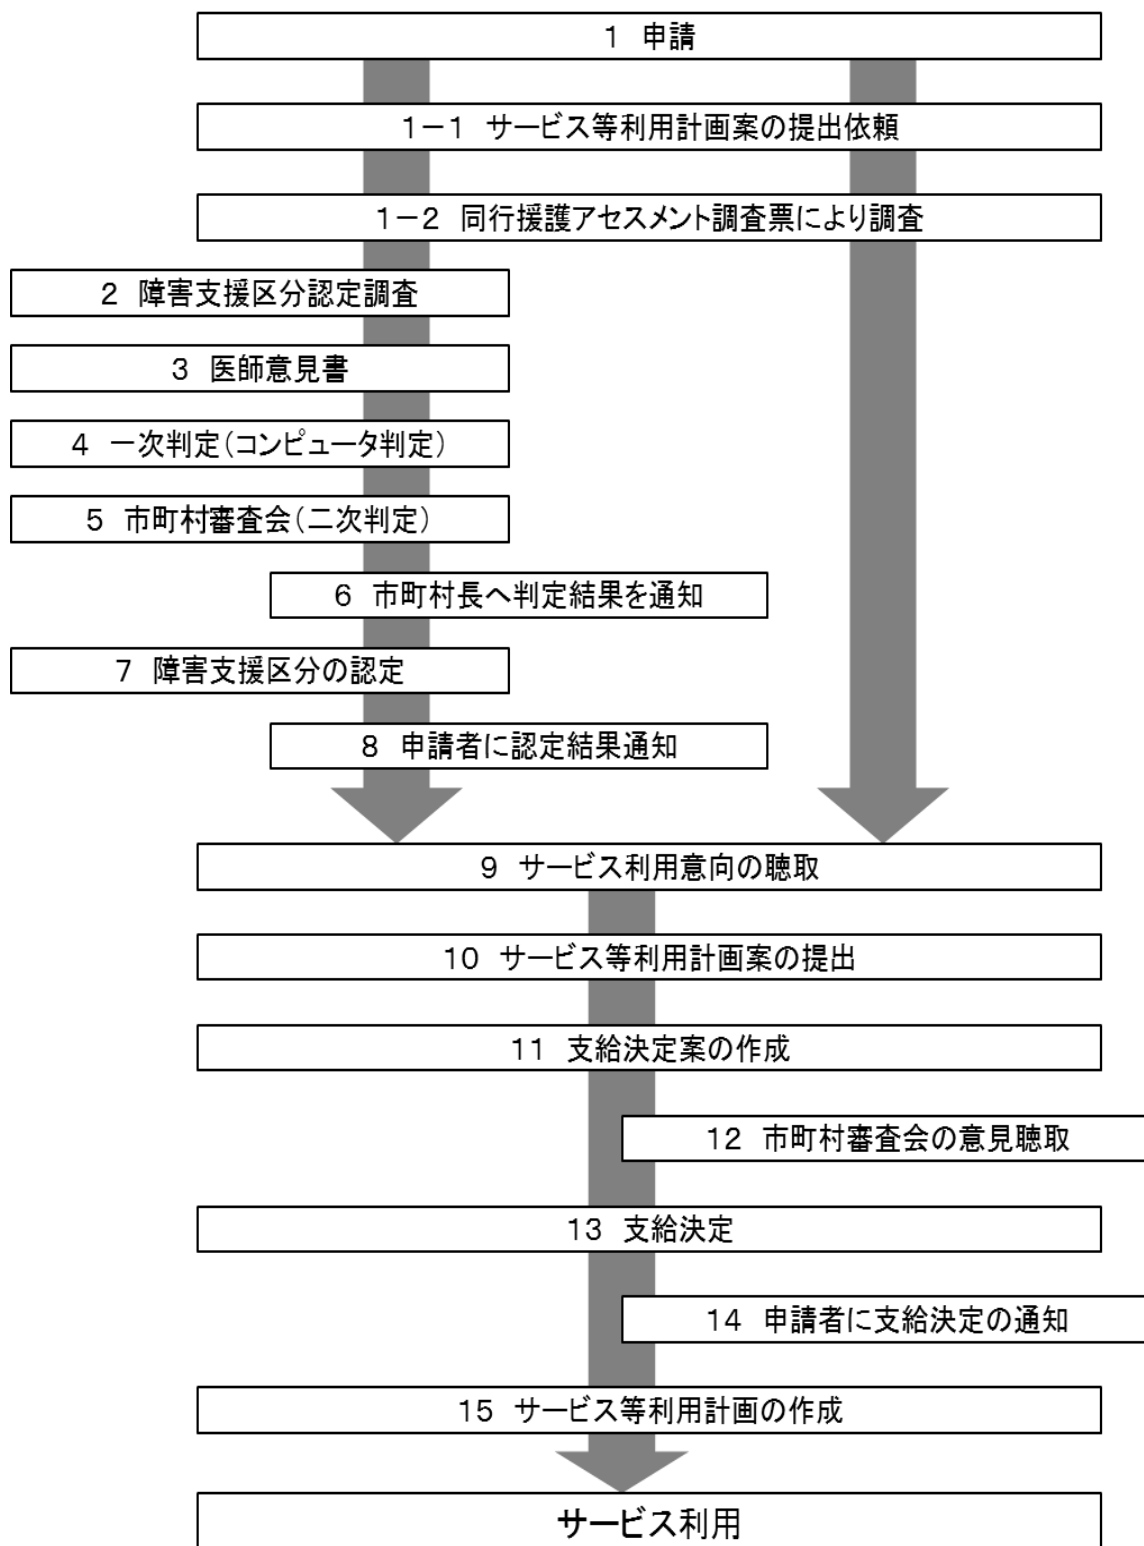 1 申請
1-1 サービス等利用計画案の提出依頼
1-2 同行援護アセスメント調査票により調査
2 障害支援区分認定調査
3 医師意見書
4 一次判定(コンピュータ判定)
5 市町村審査会(二次判定)
6 市町村長へ判定結果を通知
7 障害支援区分の認定
8 申請者に認定結果通知
9 サービス利用意向の聴取
10 サービス等利用計画案の提出
11 支給決定案の作成
12 市町村審査会の意見聴取
13 支給決定
14 申請者に支給決定の通知
15 サービス等利用計画の作成
サービス利用